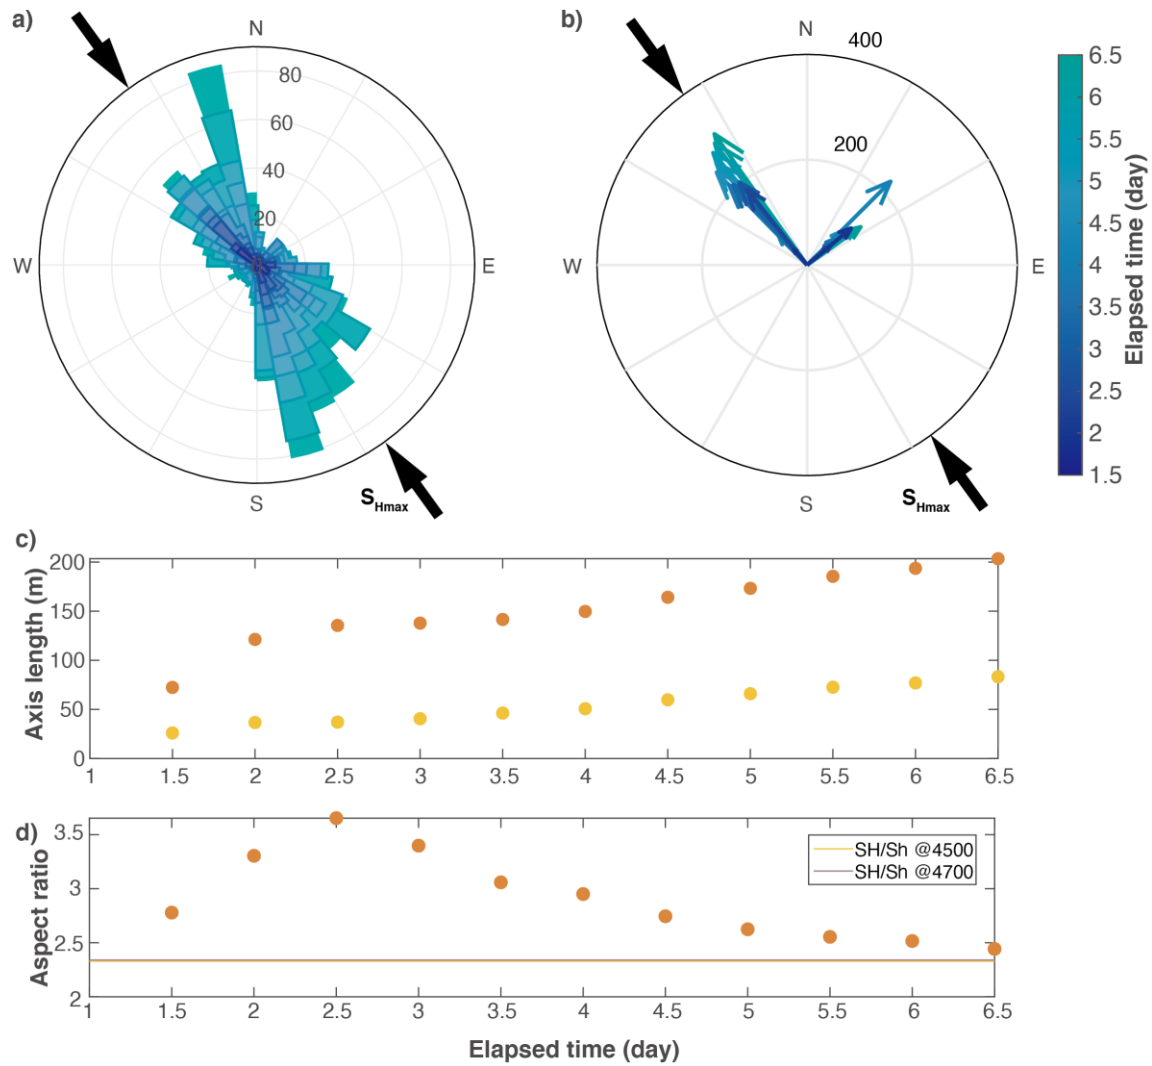 a)
N
80
60
40
20
W
E
S
SHmax
b)
N
400
200
W
E
S
SHmax
6.5
6
5.5
5
4.5
4
3.5
3
2.5
2
1.5
Elapsed time (day)
c)
Axis length (m)
200
150
100
50
0
1 1.5 2 2.5 3 3.5 4 4.5 5 5.5 6 6.5
d)
Aspect ratio
3.5
3
2.5
2
SH/Sh @4500
SH/Sh @4700
1 1.5 2 2.5 3 3.5 4 4.5 5 5.5 6 6.5
Elapsed time (day)